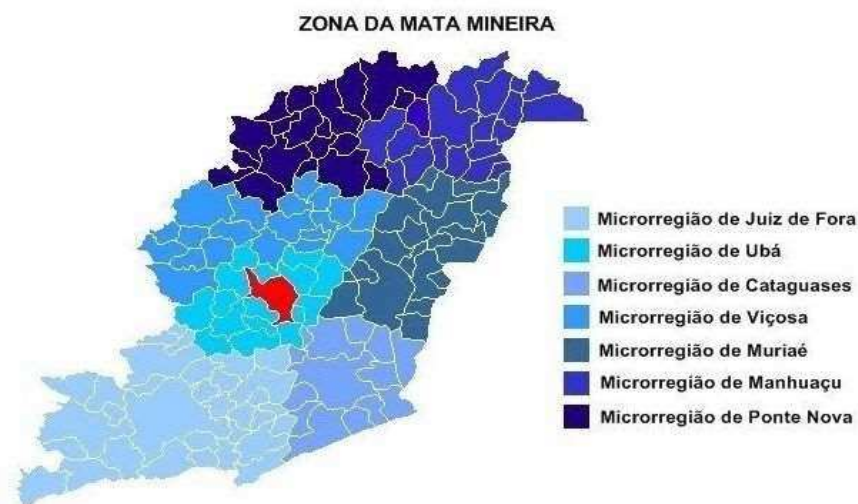 ZONA DA MATA MINEIRA
Microrregião de Juiz de Fora
Microrregião de Ubá
Microrregião de Cataguases
Microrregião de Viçosa
Microrregião de Muriaé
Microrregião de Manhuaçu
Microrregião de Ponte Nova